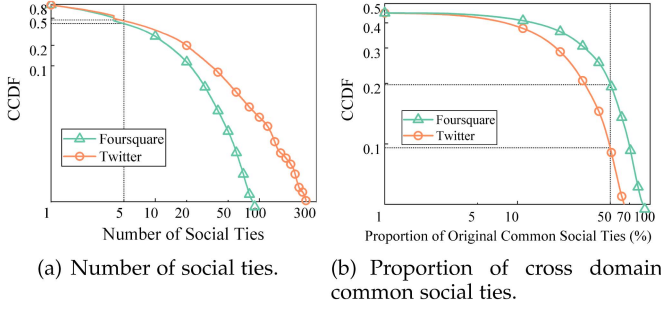 0.8
0.5
0.2
0.1
CCDF
Foursquare
Twitter
1 5 10 20 50 100 300
Number of Social Ties
(a) Number of social ties.
0.5
0.4
0.3
0.2
0.1
CCDF
Foursquare
Twitter
1 5 10 50 70 100
Proportion of Original Common Social Ties (%)
(b) Proportion of cross domain
common social ties.